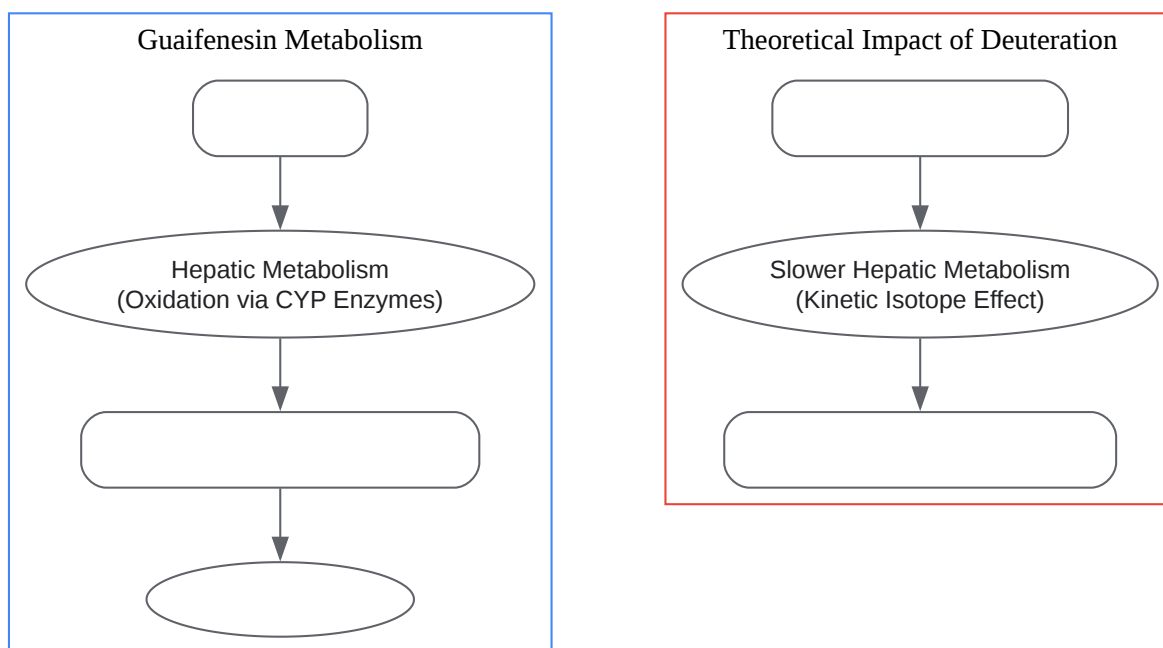 Guaifenesin Metabolism
Hepatic Metabolism
(Oxidation via CYP Enzymes)
Theoretical Impact of Deuteration
Slower Hepatic Metabolism
(Kinetic Isotope Effect)